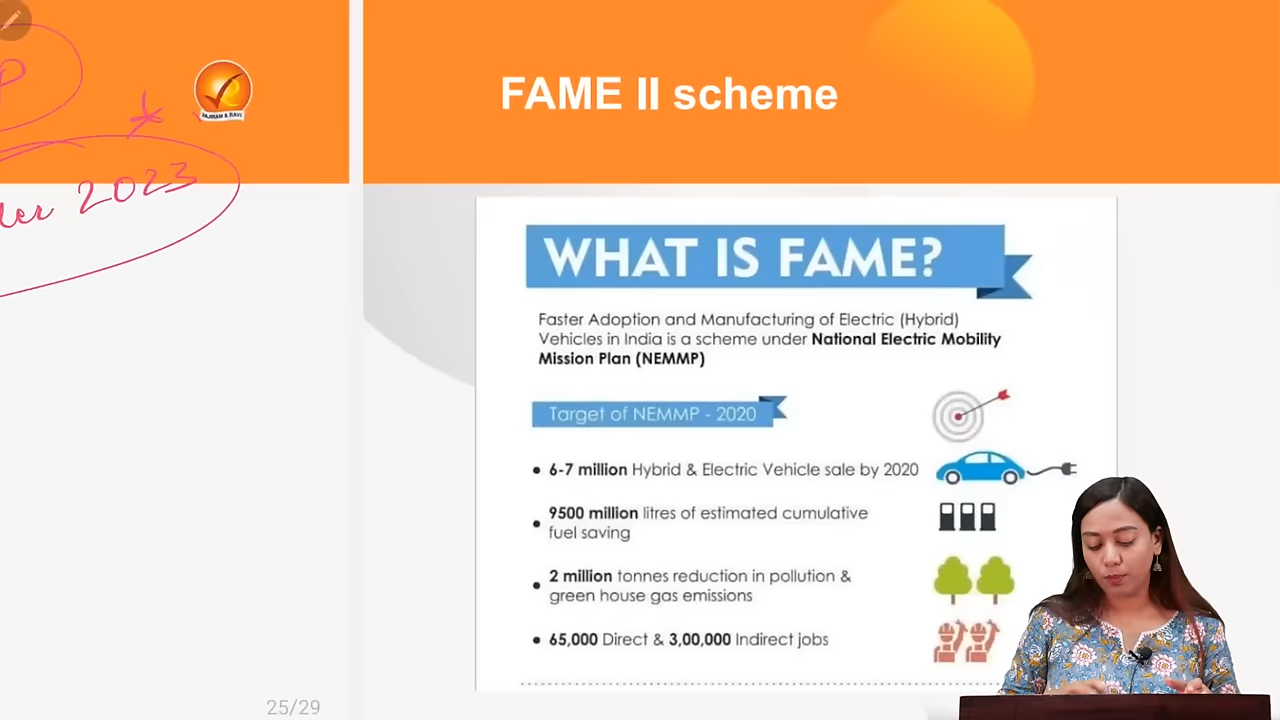 P
2023
VAJIRAM & RAVI
25/29
FAME II scheme
WHAT IS FAME?
Faster Adoption and Manufacturing of Electric (Hybrid)
Vehicles in India is a scheme under National Electric Mobility
Mission Plan (NEMMP)
Target of NEMMP - 2020
• 6-7 million Hybrid & Electric Vehicle sale by 2020
• 9500 million litres of estimated cumulative
fuel saving
• 2 million tonnes reduction in pollution &
green house gas emissions
• 65,000 Direct & 3,00,000 Indirect jobs